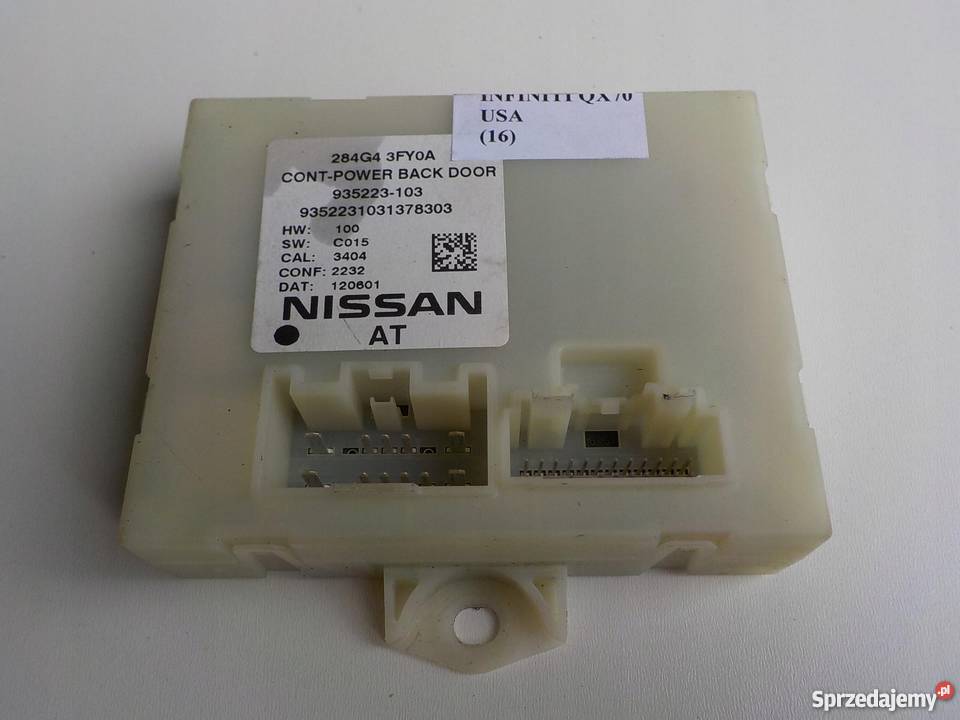 INFINITI QX70
USA
(16)
284G4 3FY0A
CONT-POWER BACK DOOR
935223-103
9352231031378303
HW: 100
SW: C015
CAL: 3404
CONF: 2232
DAT: 120601
NISSAN
AT
Sprzedajemy.pl